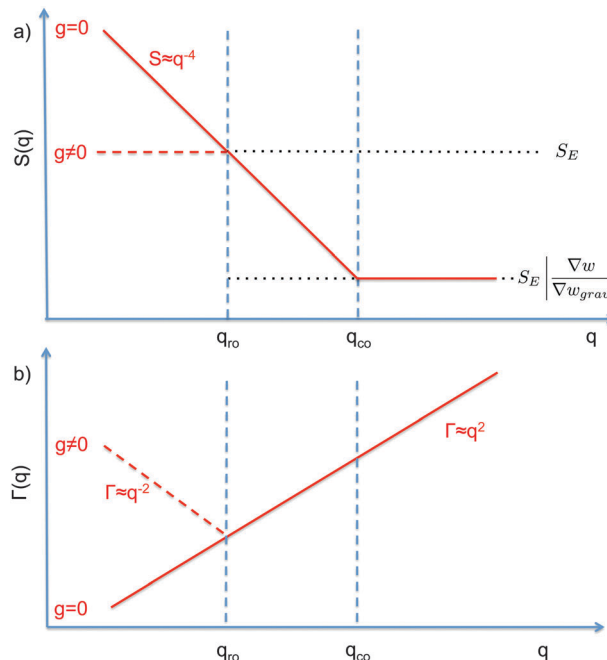 a)
g=0
S≈q⁻⁴
g≠0
S(q)
S_E
S_E | ∇w / ∇w_grav
q_ro q_co q
b)
g≠0
Γ≈q²
Γ≈q⁻²
Γ(q)
g=0
q_ro q_co q